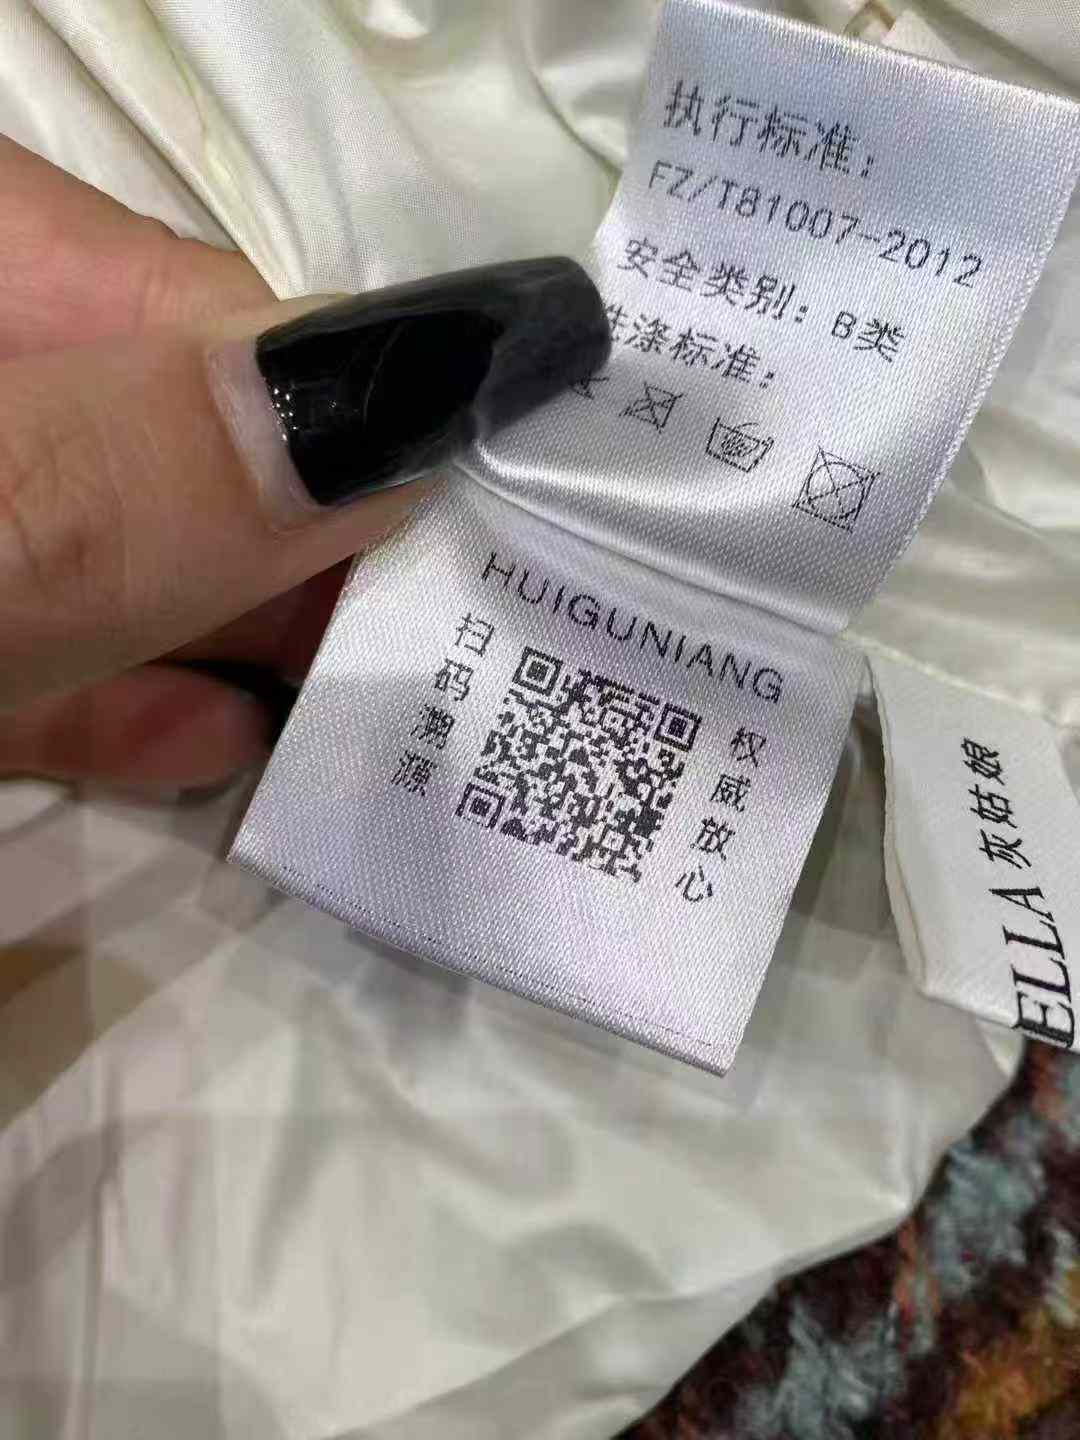 执行标准：
FZ/T81007-2012
安全类别：B类
洗涤标准：
HUIGUNIANG
扫码溯源
权威放心
ELLA 灰姑娘